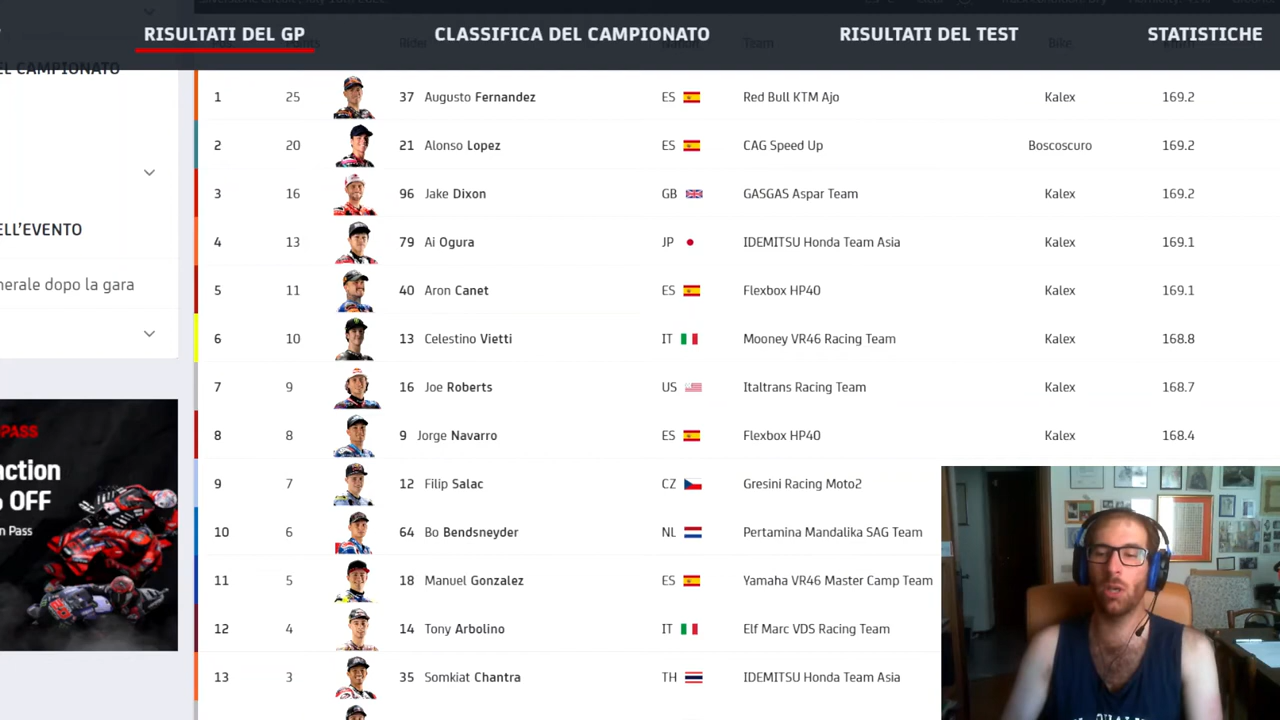 RISULTATI DEL GP CLASSIFICA DEL CAMPIONATO RISULTATI DEL TEST STATISTICHE
EL CAMPIONATO
ELL'EVENTO
nerale dopo la gara
PASS
action
% OFF
n Pass
Pos. Points Rider Nation Team Bike
1 25 37 Augusto Fernandez ES Red Bull KTM Ajo Kalex 169.2
2 20 21 Alonso Lopez ES CAG Speed Up Boscoscuro 169.2
3 16 96 Jake Dixon GB GASGAS Aspar Team Kalex 169.2
4 13 79 Ai Ogura JP IDEMITSU Honda Team Asia Kalex 169.1
5 11 40 Aron Canet ES Flexbox HP40 Kalex 169.1
6 10 13 Celestino Vietti IT Mooney VR46 Racing Team Kalex 168.8
7 9 16 Joe Roberts US Italtrans Racing Team Kalex 168.7
8 8 9 Jorge Navarro ES Flexbox HP40 Kalex 168.4
9 7 12 Filip Salac CZ Gresini Racing Moto2
10 6 64 Bo Bendsneyder NL Pertamina Mandalika SAG Team
11 5 18 Manuel Gonzalez ES Yamaha VR46 Master Camp Team
12 4 14 Tony Arbolino IT Elf Marc VDS Racing Team
13 3 35 Somkiat Chantra TH IDEMITSU Honda Team Asia